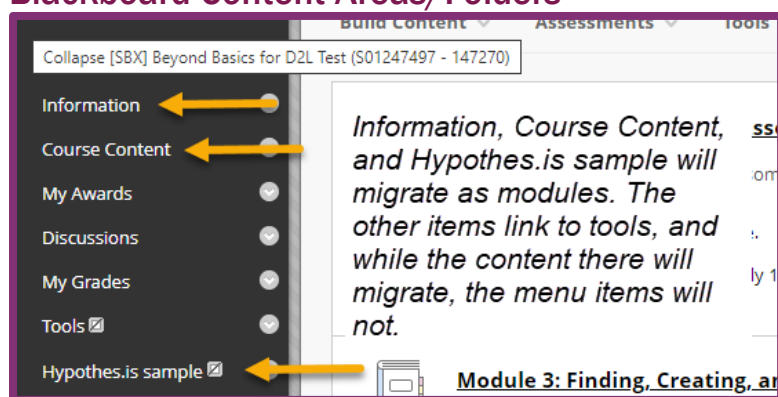 Blackboard Content Areas/Folders
Build Content Assessments Tools
Collapse [SBX] Beyond Basics for D2L Test (S01247497 - 147270)
Information
Course Content
My Awards
Discussions
My Grades
Tools
Hypothes.is sample
Information, Course Content,
and Hypothes.is sample will
migrate as modules. The
other items link to tools, and
while the content there will
migrate, the menu items will
not.
Module 3: Finding, Creating,